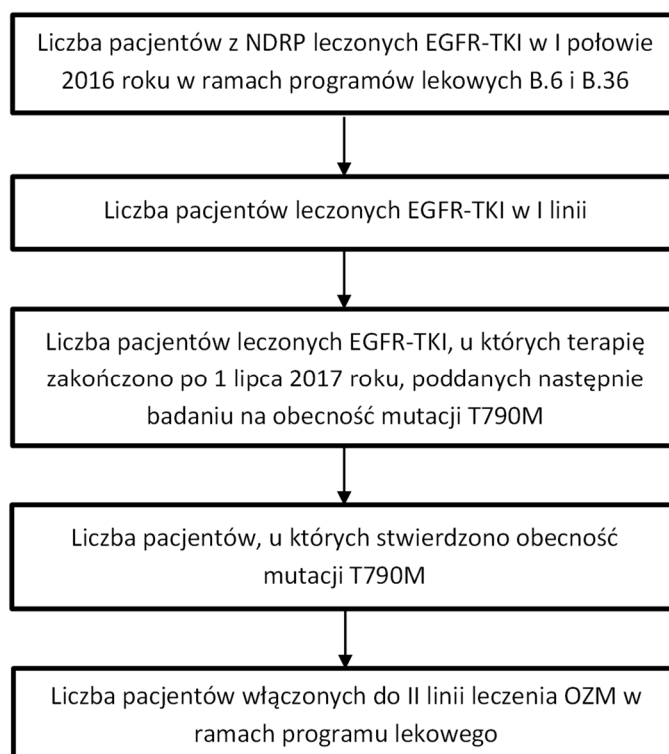 Liczba pacjentów z NDRP leczonych EGFR-TKI w I połowie
2016 roku w ramach programów lekowych B.6 i B.36
Liczba pacjentów leczonych EGFR-TKI w I linii
Liczba pacjentów leczonych EGFR-TKI, u których terapię
zakończono po 1 lipca 2017 roku, poddanych następnie
badaniu na obecność mutacji T790M
Liczba pacjentów, u których stwierdzono obecność
mutacji T790M
Liczba pacjentów włączonych do II linii leczenia OZM w
ramach programu lekowego